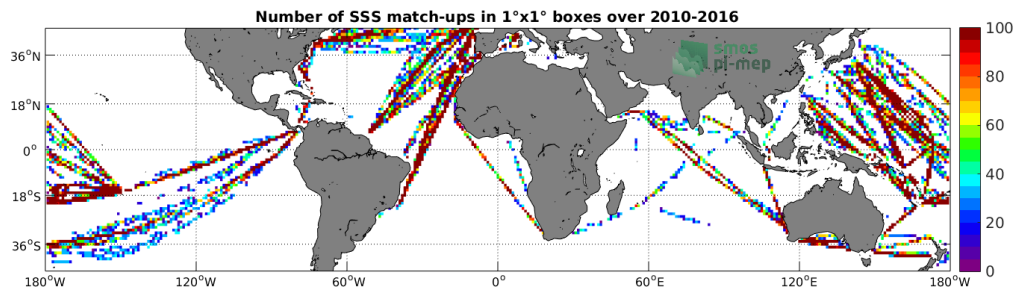 Number of SSS match-ups in 1°x1° boxes over 2010-2016
smos
pi-mep
36°N
18°N
0°
18°S
36°S
180°W
120°W
60°W
0°
60°E
120°E
180°W
100
80
60
40
20
0